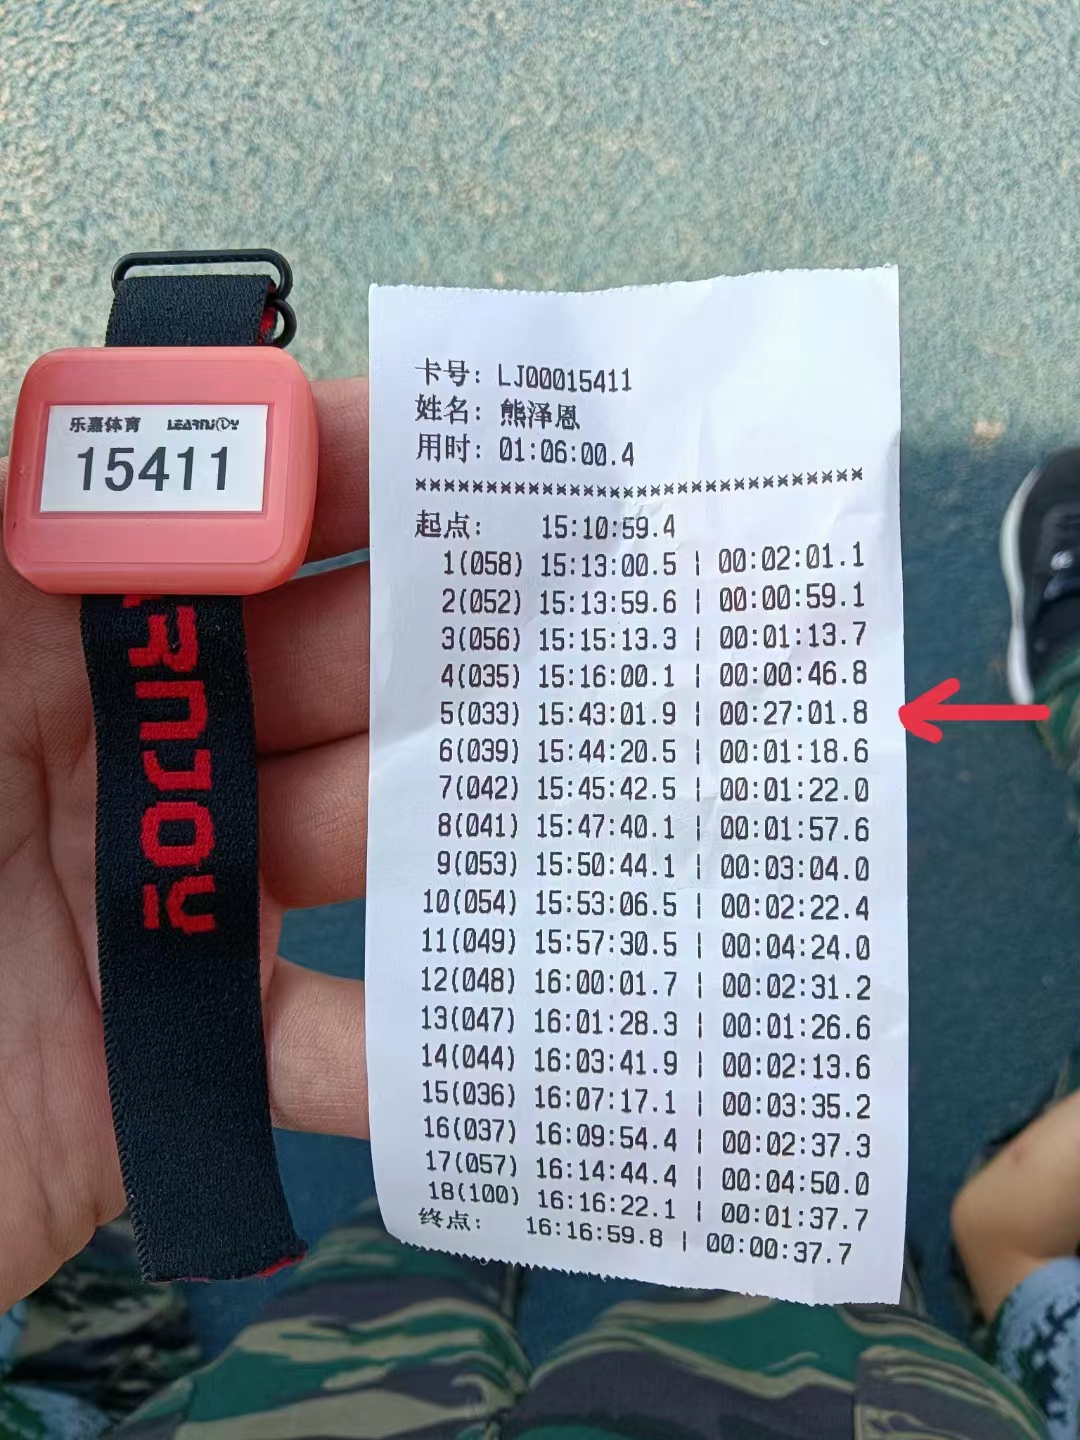 乐嘉体育 LEARNJOY
15411
RNJOY
卡号: LJ00015411
姓名: 熊泽恩
用时: 01:06:00.4
*******************************
起点: 15:10:59.4
1(058) 15:13:00.5 | 00:02:01.1
2(052) 15:13:59.6 | 00:00:59.1
3(056) 15:15:13.3 | 00:01:13.7
4(035) 15:16:00.1 | 00:00:46.8
5(033) 15:43:01.9 | 00:27:01.8
6(039) 15:44:20.5 | 00:01:18.6
7(042) 15:45:42.5 | 00:01:22.0
8(041) 15:47:40.1 | 00:01:57.6
9(053) 15:50:44.1 | 00:03:04.0
10(054) 15:53:06.5 | 00:02:22.4
11(049) 15:57:30.5 | 00:04:24.0
12(048) 16:00:01.7 | 00:02:31.2
13(047) 16:01:28.3 | 00:01:26.6
14(044) 16:03:41.9 | 00:02:13.6
15(036) 16:07:17.1 | 00:03:35.2
16(037) 16:09:54.4 | 00:02:37.3
17(057) 16:14:44.4 | 00:04:50.0
18(100) 16:16:22.1 | 00:01:37.7
终点: 16:16:59.8 | 00:00:37.7